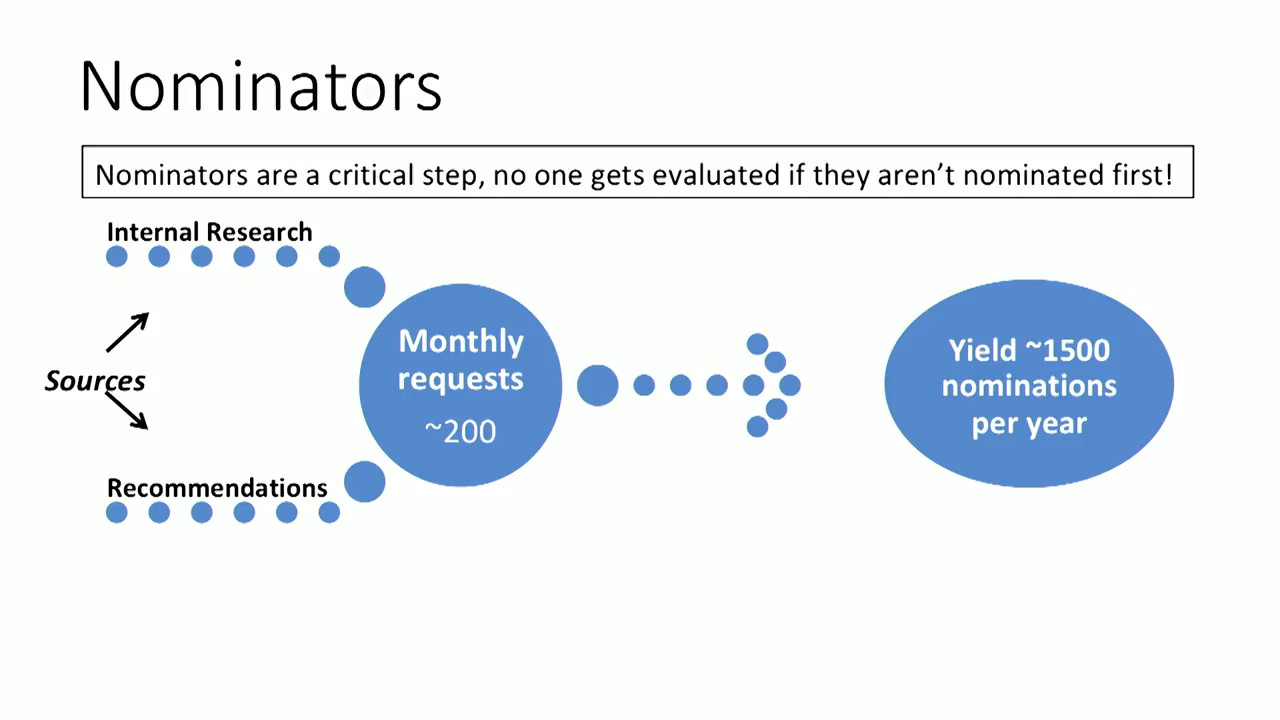 Nominators
Nominators are a critical step, no one gets evaluated if they aren’t nominated first!
Internal Research
Sources
Recommendations
Monthly
requests
~200
Yield ~1500
nominations
per year